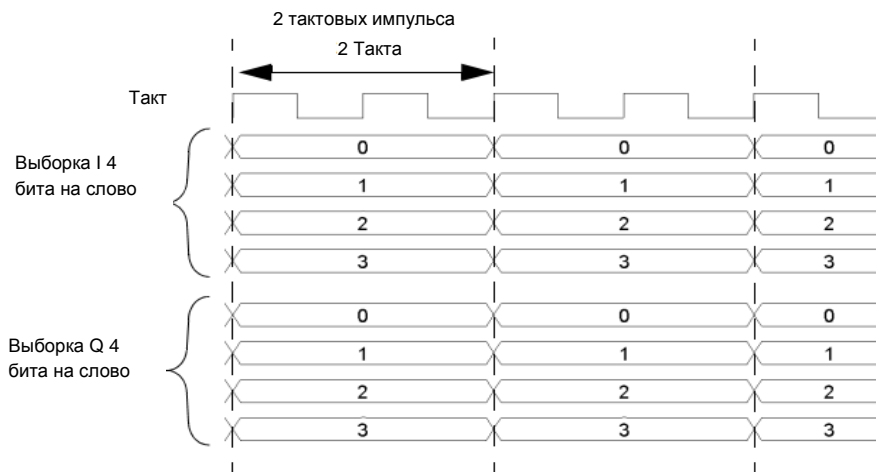 2 тактовых импульса
2 Такта
Такт
Выборка I 4
бита на слово
0 0 0
1 1 1
2 2 2
3 3 3
Выборка Q 4
бита на слово
0 0 0
1 1 1
2 2 2
3 3 3